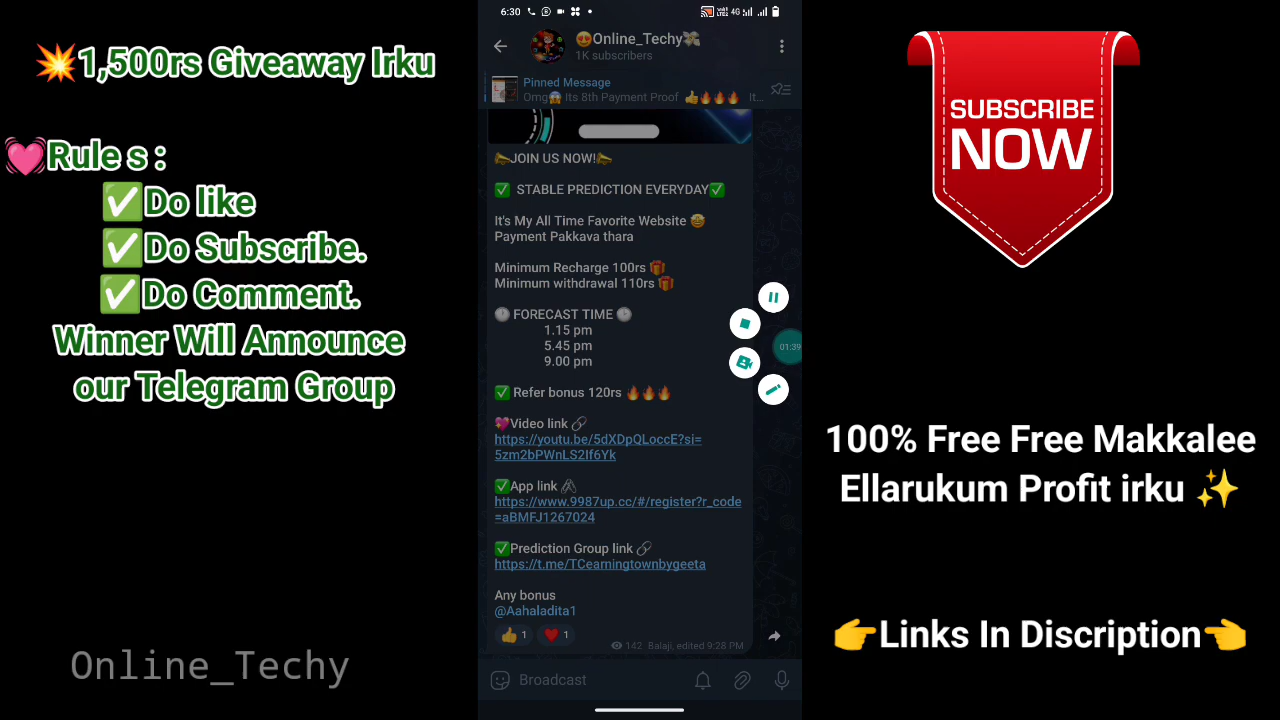 💥1,500rs Giveaway Irku
💓Rule s :
✅Do like
✅Do Subscribe.
✅Do Comment.
Winner Will Announce
our Telegram Group
Online_Techy
6:30
4G
😍Online_Techy💸
1K subscribers
Pinned Message
Omg😱 Its 8th Payment Proof 👍🔥🔥🔥 It...
📣JOIN US NOW!📣
✅ STABLE PREDICTION EVERYDAY✅
It's My All Time Favorite Website 🤩
Payment Pakkava thara
Minimum Recharge 100rs 🎁
Minimum withdrawal 110rs 🎁
🕒 FORECAST TIME 🕒
1.15 pm
5.45 pm
9.00 pm
✅ Refer bonus 120rs 🔥🔥🔥
💖Video link 🔗
https://youtu.be/5dXDpQLoccE?si=
5zm2bPWnLS2If6Yk
✅App link 🖇
https://www.9987up.cc/#/register?r_code
=aBMFJ1267024
✅Prediction Group link 🔗
https://t.me/TCearningtownbygeeta
Any bonus
@Aahaladita1
👍 1 ❤️ 1
142 Balaji, edited 9:28 PM
Broadcast
01:39
SUBSCRIBE
NOW
100% Free Free Makkalee
Ellarukum Profit irku ✨
👉Links In Discription👈